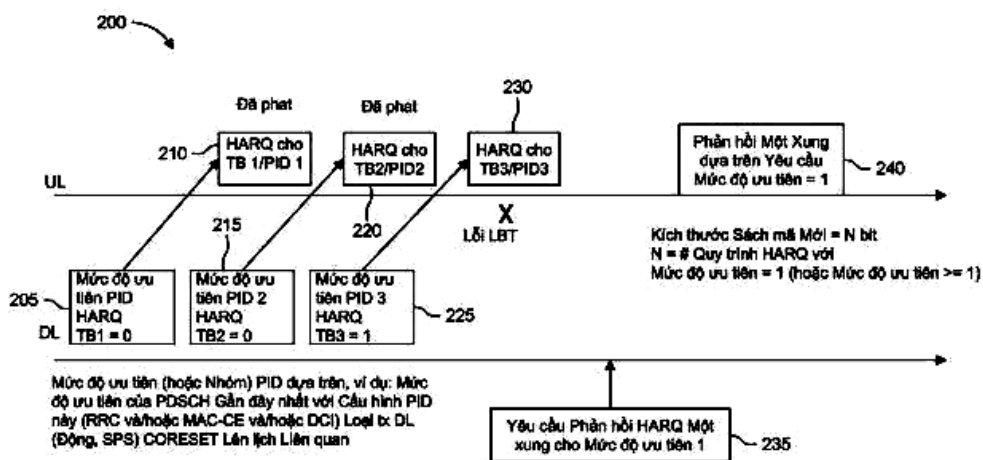 200
230
Đã phat
Đã phat
210
HARQ cho
TB 1/PID 1
HARQ cho
TB2/PID2
HARQ cho
TB3/PID3
Phản hồi Một Xung
dựa trên Yêu cầu
Mức độ ưu tiên = 1
240
UL
220
X
Lỗi LBT
215
Kích thước Sách mã Mới = N bit
N = # Quy trình HARQ với
Mức độ ưu tiên = 1 (hoặc Mức độ ưu tiên >= 1)
205
Mức độ ưu
tiên PID
HARQ
TB1 = 0
Mức độ ưu
tiên PID 2
HARQ
TB2 = 0
Mức độ ưu
tiên PID 3
HARQ
TB3 = 1
225
DL
Mức độ ưu tiên (hoặc Nhóm) PID dựa trên, ví dụ: Mức
độ ưu tiên của PDSCH Gần đây nhất với Cấu hình PID
này (RRC và/hoặc MAC-CE và/hoặc DCI) Loại tx DL
(Động, SPS) CORESET Lên lịch Liên quan
Yêu cầu Phản hồi HARQ Một
xung cho Mức độ ưu tiên 1
235